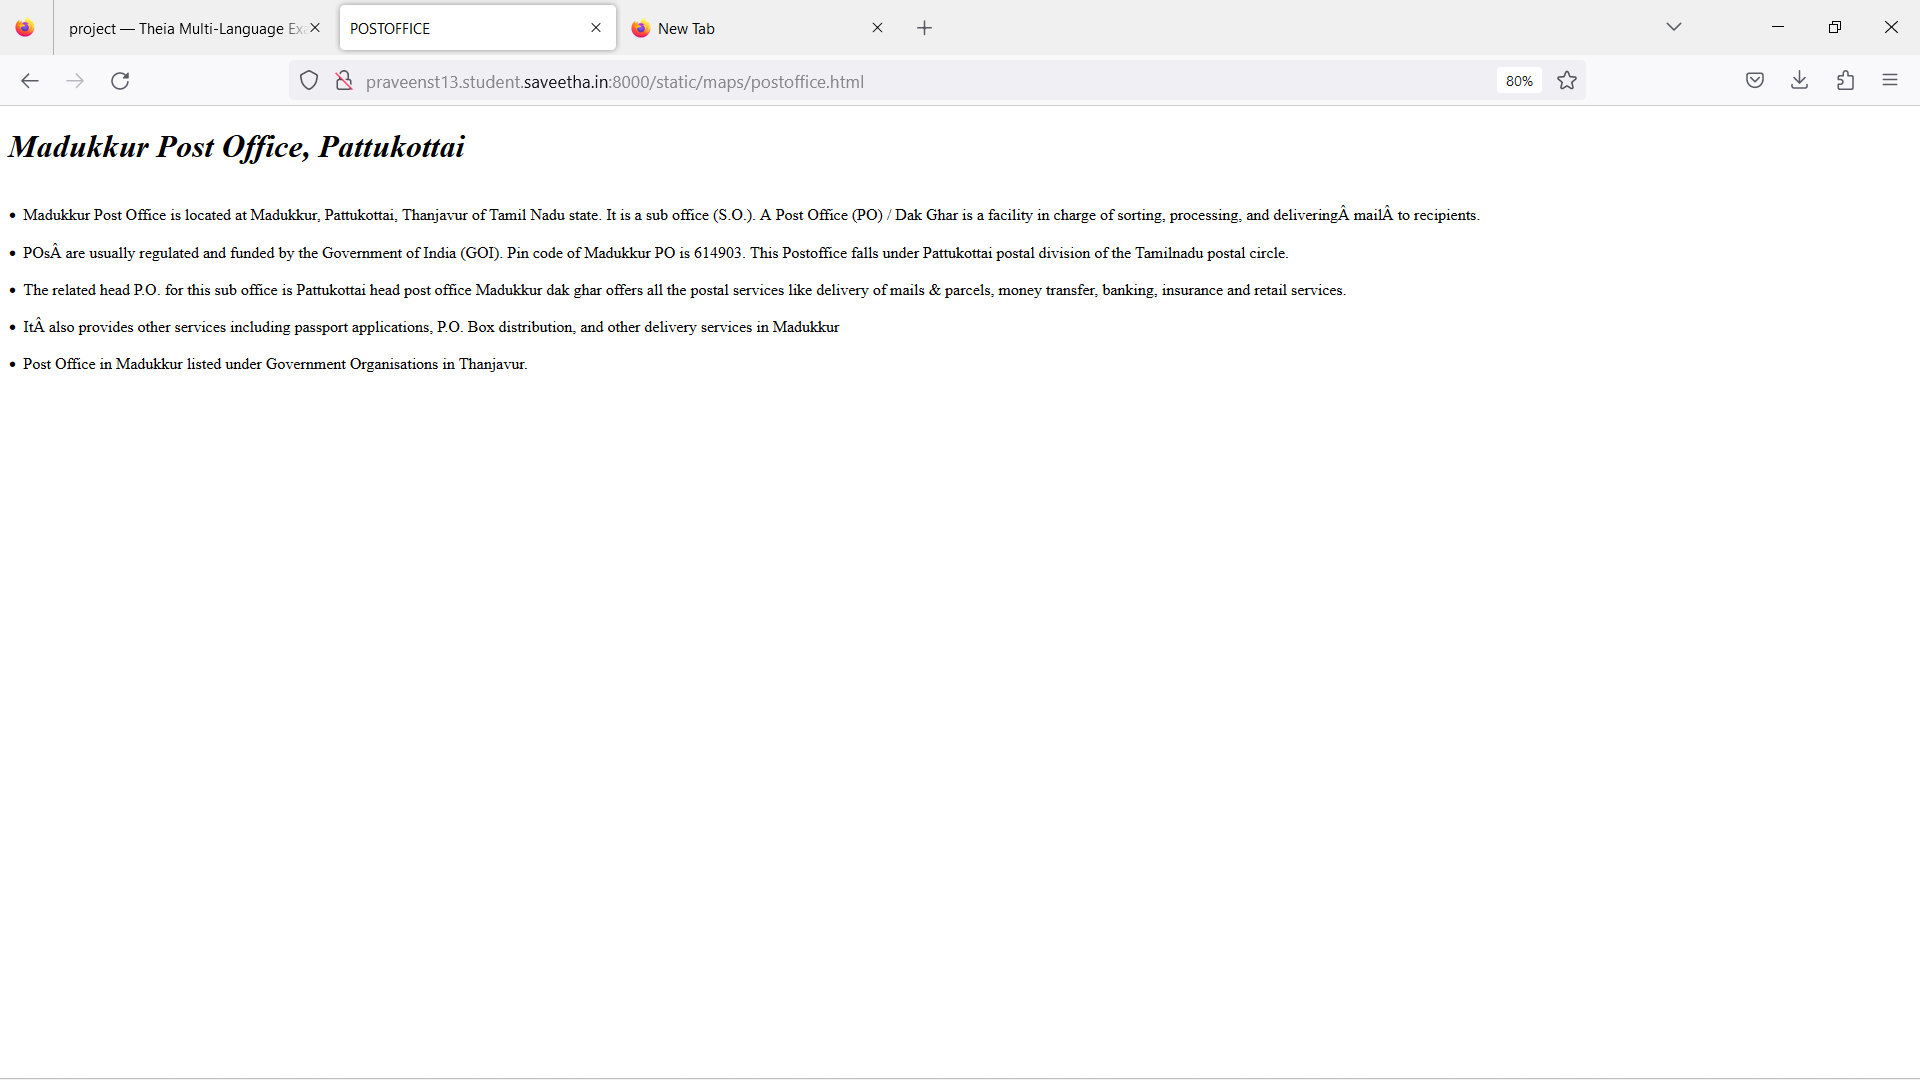 project — Theia Multi-Language Exa
POSTOFFICE
New Tab
praveenst13.student.saveetha.in:8000/static/maps/postoffice.html
80%
Madukkur Post Office, Pattukottai
• Madukkur Post Office is located at Madukkur, Pattukottai, Thanjavur of Tamil Nadu state. It is a sub office (S.O.). A Post Office (PO) / Dak Ghar is a facility in charge of sorting, processing, and deliveringÂ mailÂ to recipients.
• POsÂ are usually regulated and funded by the Government of India (GOI). Pin code of Madukkur PO is 614903. This Postoffice falls under Pattukottai postal division of the Tamilnadu postal circle.
• The related head P.O. for this sub office is Pattukottai head post office Madukkur dak ghar offers all the postal services like delivery of mails & parcels, money transfer, banking, insurance and retail services.
• ItÂ also provides other services including passport applications, P.O. Box distribution, and other delivery services in Madukkur
• Post Office in Madukkur listed under Government Organisations in Thanjavur.